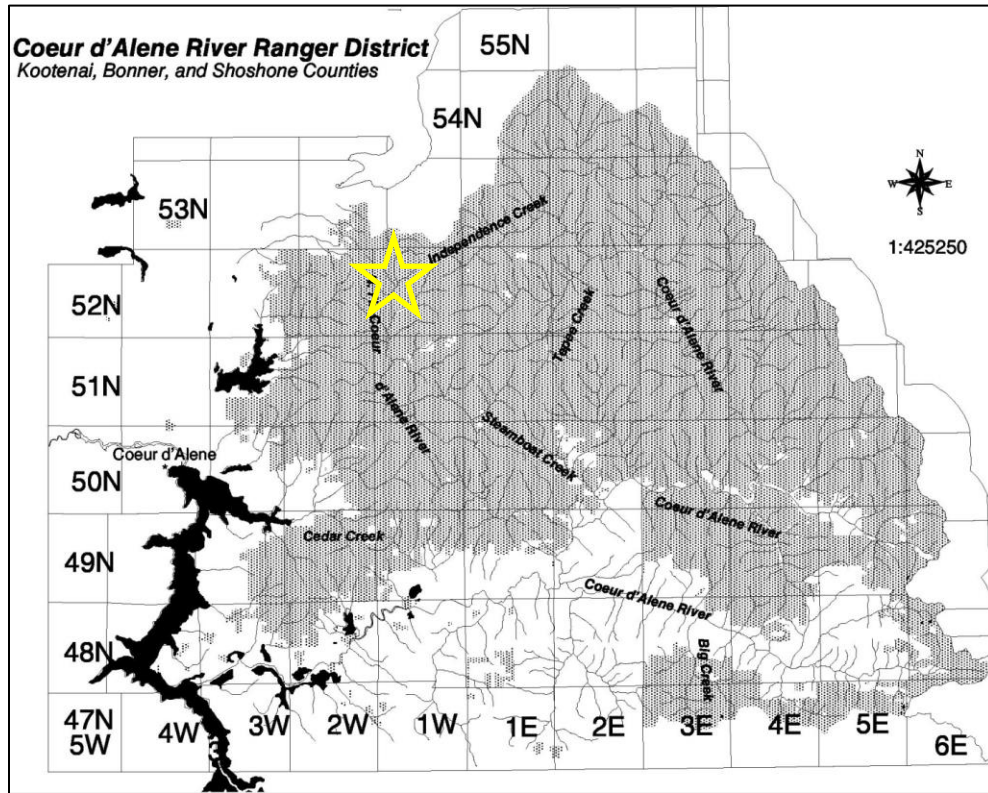 Coeur d'Alene River Ranger District
Kootenai, Bonner, and Shoshone Counties
55N
54N
53N
N
W
E
S
1:425250
Independence Creek
52N
Coeur
d'Alene River
Tepee Creek
Coeur d'Alene River
51N
Steamboat Creek
Coeur d'Alene
50N
Coeur d'Alene River
Cedar Creek
49N
Coeur d'Alene River
48N
Big Creek
47N
5W
4W
3W
2W
1W
1E
2E
3E
4E
5E
6E